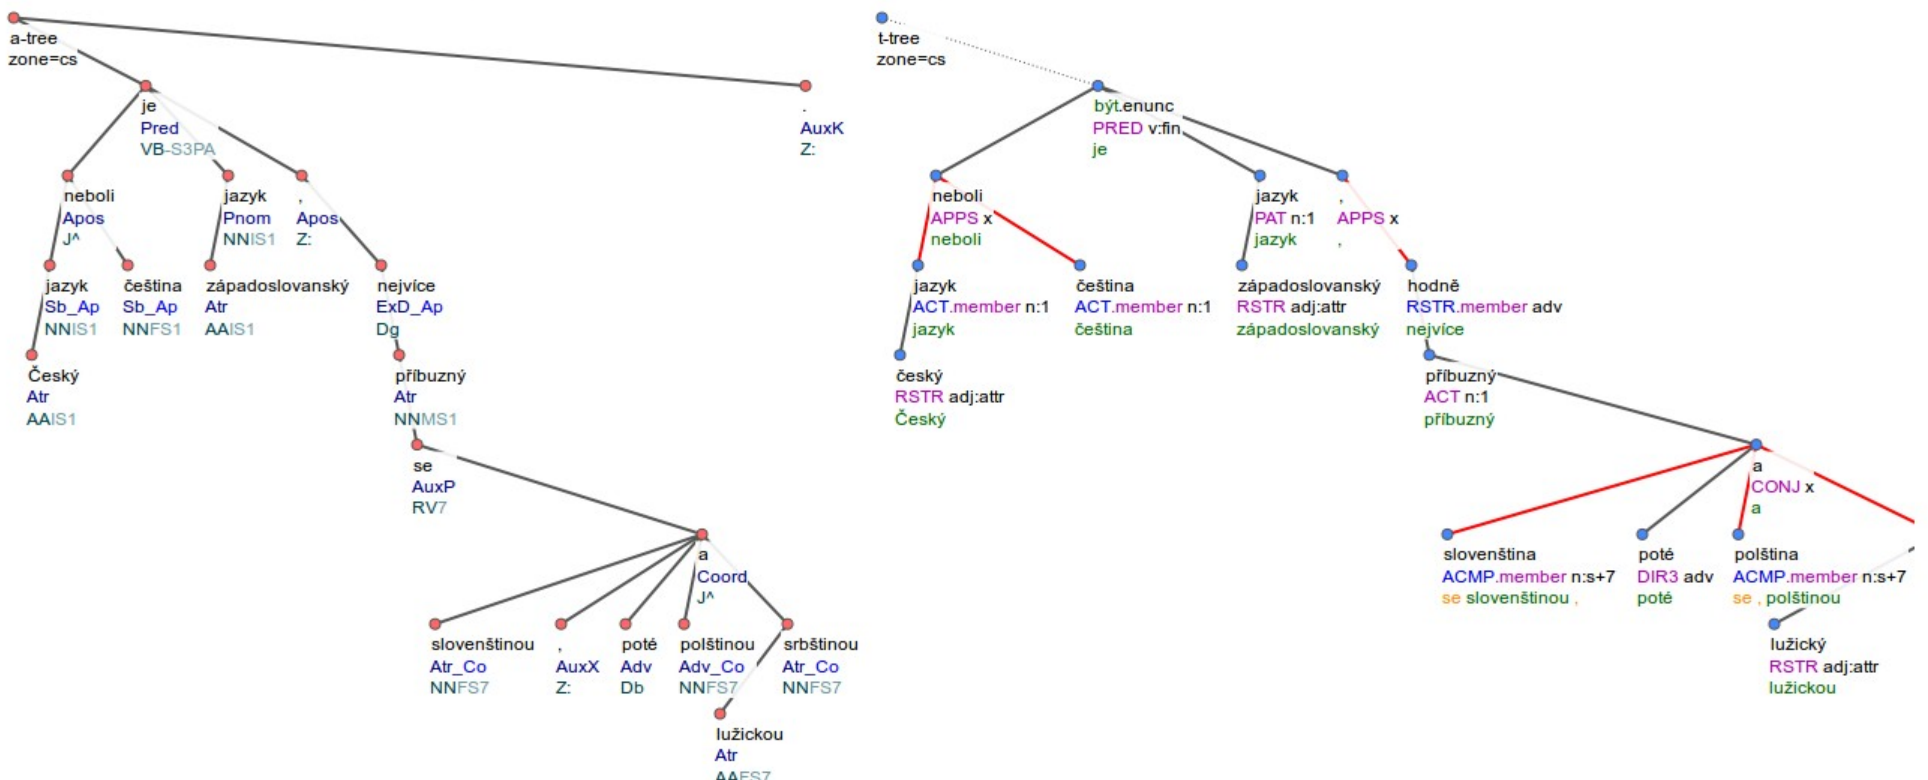 a-tree
zone=cs
je
Pred
VB-S3PA
.
AuxK
Z:
neboli
Apos
J^
jazyk
Pnom
NNIS1
,
Apos
Z:
jazyk
Sb_Ap
NNIS1
čeština
Sb_Ap
NNFS1
západoslovanský
Atr
AAIS1
nejvíce
ExD_Ap
Dg
Český
Atr
AAIS1
příbuzný
Atr
NNMS1
se
AuxP
RV7
a
Coord
J^
slovenštinou
Atr_Co
NNFS7
,
AuxX
Z:
poté
Adv
Db
polštinou
Adv_Co
NNFS7
srbštinou
Atr_Co
NNFS7
lužickou
Atr
AAFS7
t-tree
zone=cs
být.enunc
PRED v:fin
je
neboli
APPS x
neboli
jazyk
PAT n:1
jazyk
,
APPS x
,
jazyk
ACT.member n:1
jazyk
čeština
ACT.member n:1
čeština
západoslovanský
RSTR adj:attr
západoslovanský
hodně
RSTR.member adv
nejvíce
český
RSTR adj:attr
Český
příbuzný
ACT n:1
příbuzný
a
CONJ x
a
slovenština
ACMP.member n:s+7
se slovenštinou ,
poté
DIR3 adv
poté
polština
ACMP.member n:s+7
se , polštinou
lužický
RSTR adj:attr
lužickou